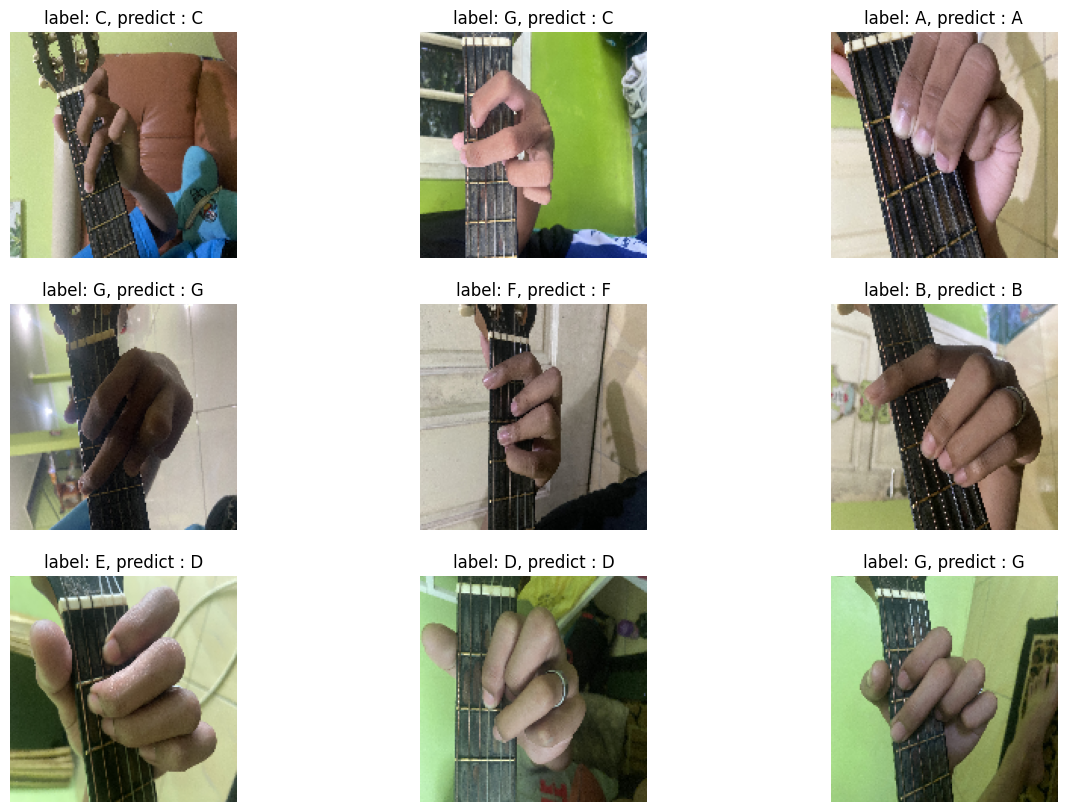 label: C, predict : C
label: G, predict : C
label: A, predict : A
label: G, predict : G
label: F, predict : F
label: B, predict : B
label: E, predict : D
label: D, predict : D
label: G, predict : G